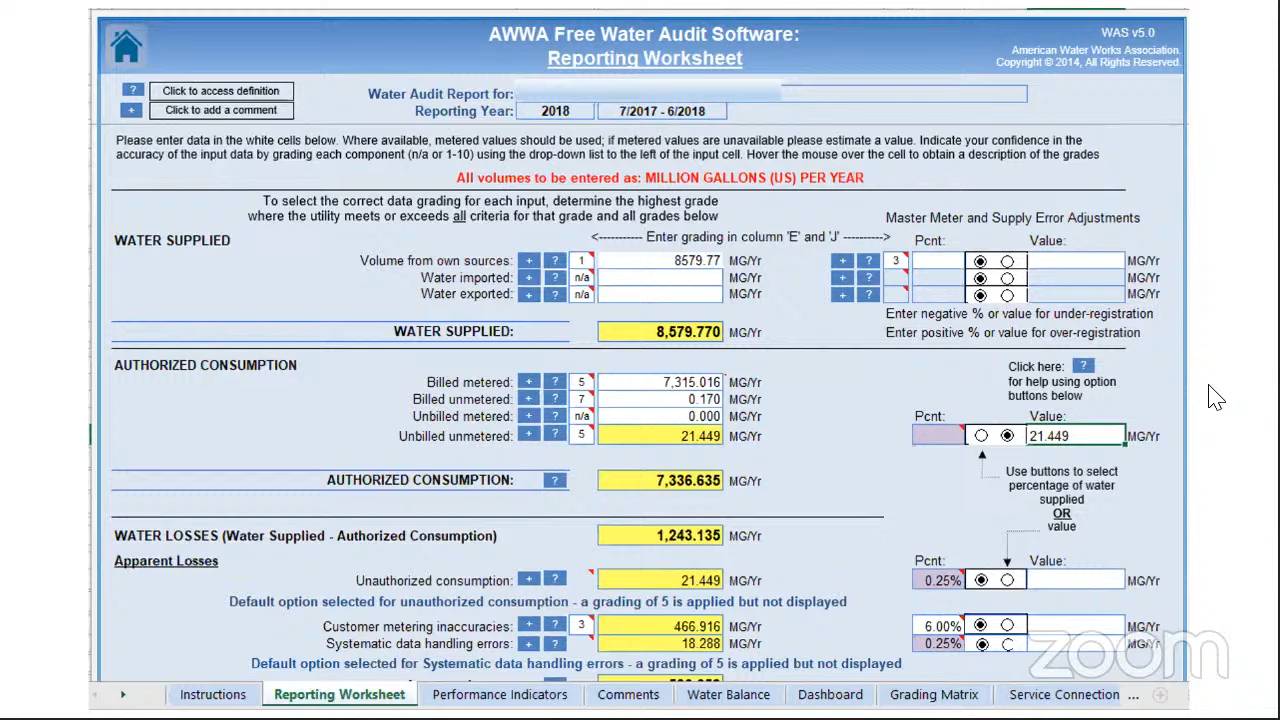 AWWA Free Water Audit Software:
WAS v5.0
Reporting Worksheet
American Water Works Association.
Copyright © 2014, All Rights Reserved.
? Click to access definition
+ Click to add a comment
Water Audit Report for:
Reporting Year: 2018 7/2017 - 6/2018
Please enter data in the white cells below. Where available, metered values should be used; if metered values are unavailable please estimate a value. Indicate your confidence in the
accuracy of the input data by grading each component (n/a or 1-10) using the drop-down list to the left of the input cell. Hover the mouse over the cell to obtain a description of the grades
All volumes to be entered as: MILLION GALLONS (US) PER YEAR
To select the correct data grading for each input, determine the highest grade
where the utility meets or exceeds all criteria for that grade and all grades below
Master Meter and Supply Error Adjustments
WATER SUPPLIED
<----------- Enter grading in column 'E' and 'J' ---------->
Pcnt: Value:
Volume from own sources: + ? 1 8579.77 MG/Yr + ? 3 MG/Yr
Water imported: + ? n/a MG/Yr + ? MG/Yr
Water exported: + ? n/a MG/Yr + ? MG/Yr
Enter negative % or value for under-registration
WATER SUPPLIED: 8,579.770 MG/Yr
Enter positive % or value for over-registration
AUTHORIZED CONSUMPTION
Click here: ?
for help using option
buttons below
Billed metered: + ? 5 7,315.016 MG/Yr
Billed unmetered: + ? 7 0.170 MG/Yr
Unbilled metered: + ? n/a 0.000 MG/Yr
Pcnt: Value:
Unbilled unmetered: + ? 5 21.449 MG/Yr 21.449 MG/Yr
AUTHORIZED CONSUMPTION: ? 7,336.635 MG/Yr
Use buttons to select
percentage of water
supplied
OR
value
WATER LOSSES (Water Supplied - Authorized Consumption) 1,243.135 MG/Yr
Apparent Losses
Pcnt: Value:
Unauthorized consumption: + ? 21.449 MG/Yr 0.25% MG/Yr
Default option selected for unauthorized consumption - a grading of 5 is applied but not displayed
Customer metering inaccuracies: + ? 3 466.916 MG/Yr 6.00% MG/Yr
Systematic data handling errors: + ? 18.288 MG/Yr 0.25% MG/Yr
Default option selected for Systematic data handling errors - a grading of 5 is applied but not displayed
zoom
Instructions Reporting Worksheet Performance Indicators Comments Water Balance Dashboard Grading Matrix Service Connection ...